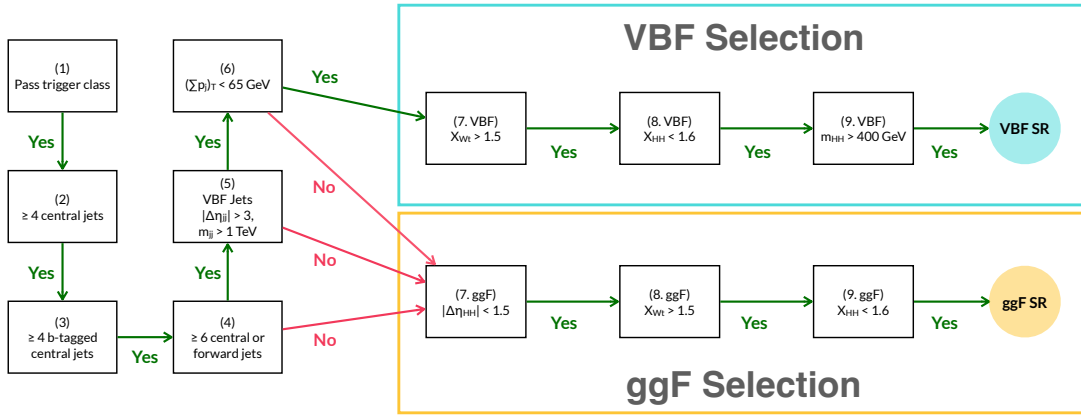 VBF Selection
(1)
Pass trigger class
Yes
(2)
≥ 4 central jets
Yes
(3)
≥ 4 b-tagged
central jets
Yes
(4)
≥ 6 central or
forward jets
Yes
No
(5)
VBF Jets
|Δη_jj| > 3,
m_jj > 1 TeV
Yes
No
(6)
(∑p_j)_T < 65 GeV
Yes
No
(7. VBF)
X_Wt > 1.5
Yes
(8. VBF)
X_HH < 1.6
Yes
(9. VBF)
m_HH > 400 GeV
Yes
VBF SR
(7. ggF)
|Δη_HH| < 1.5
Yes
(8. ggF)
X_Wt > 1.5
Yes
(9. ggF)
X_HH < 1.6
Yes
ggF SR
ggF Selection